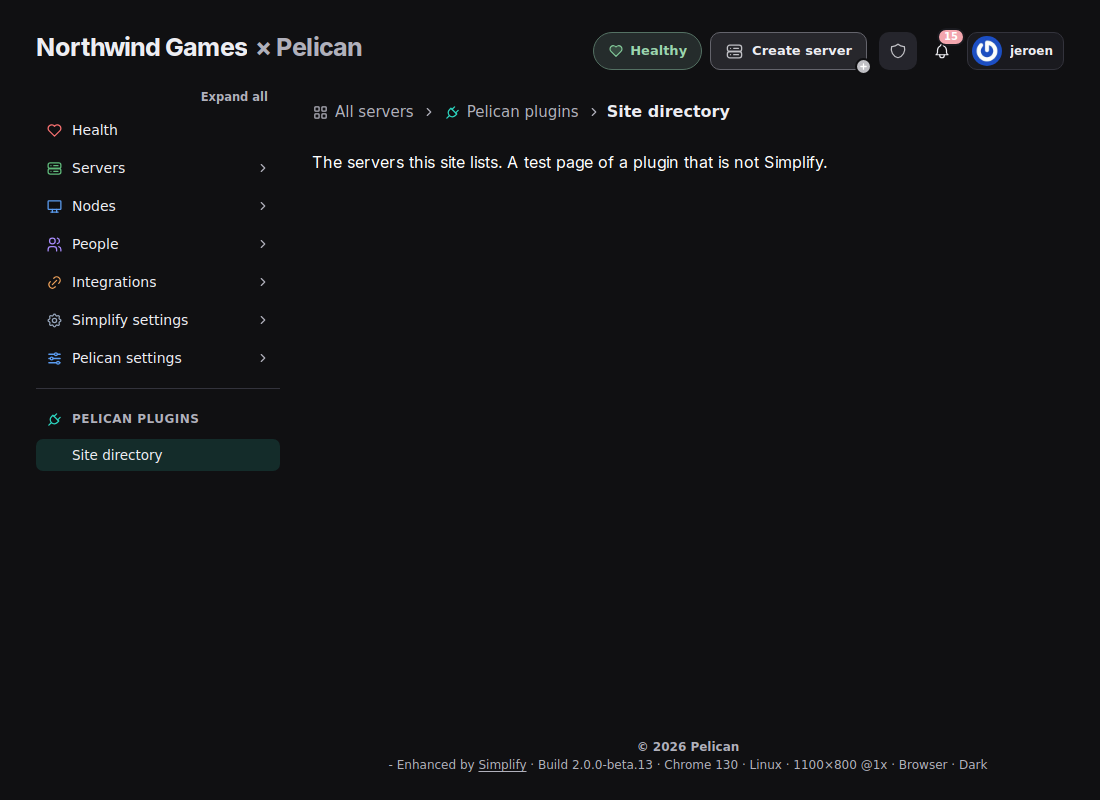 Northwind Games × Pelican
Healthy
Create server
15
jeroen
Expand all
Health
Servers
Nodes
People
Integrations
Simplify settings
Pelican settings
PELICAN PLUGINS
Site directory
All servers > Pelican plugins > Site directory
The servers this site lists. A test page of a plugin that is not Simplify.
© 2026 Pelican
- Enhanced by Simplify · Build 2.0.0-beta.13 · Chrome 130 · Linux · 1100×800 @1x · Browser · Dark